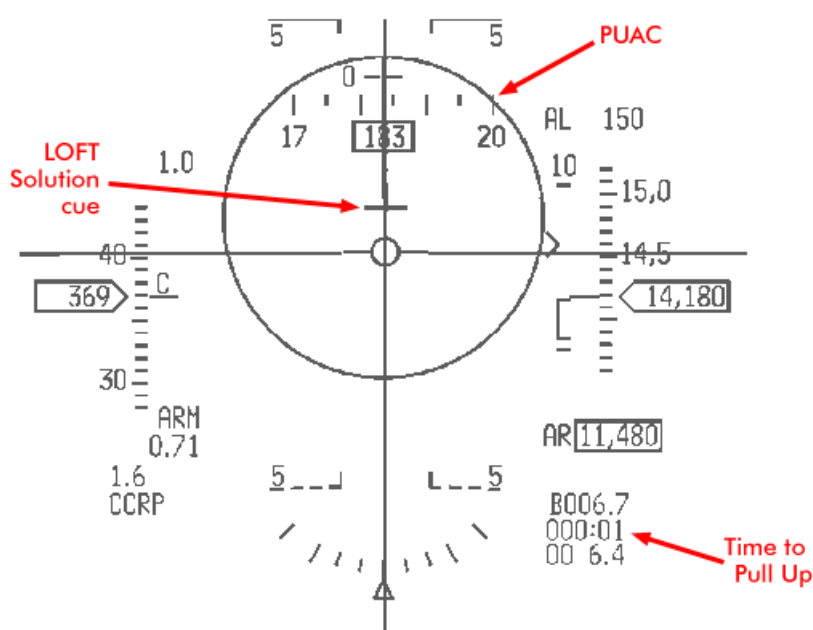 5
5
PUAC
0
17
183
20
AL 150
LOFT
Solution
cue
1.0
10
15,0
40
14,5
369
C
14,180
30
ARM
0.71
AR 11,480
1.6
CCRP
5
5
B006.7
000:01
00 6.4
Time to
Pull Up